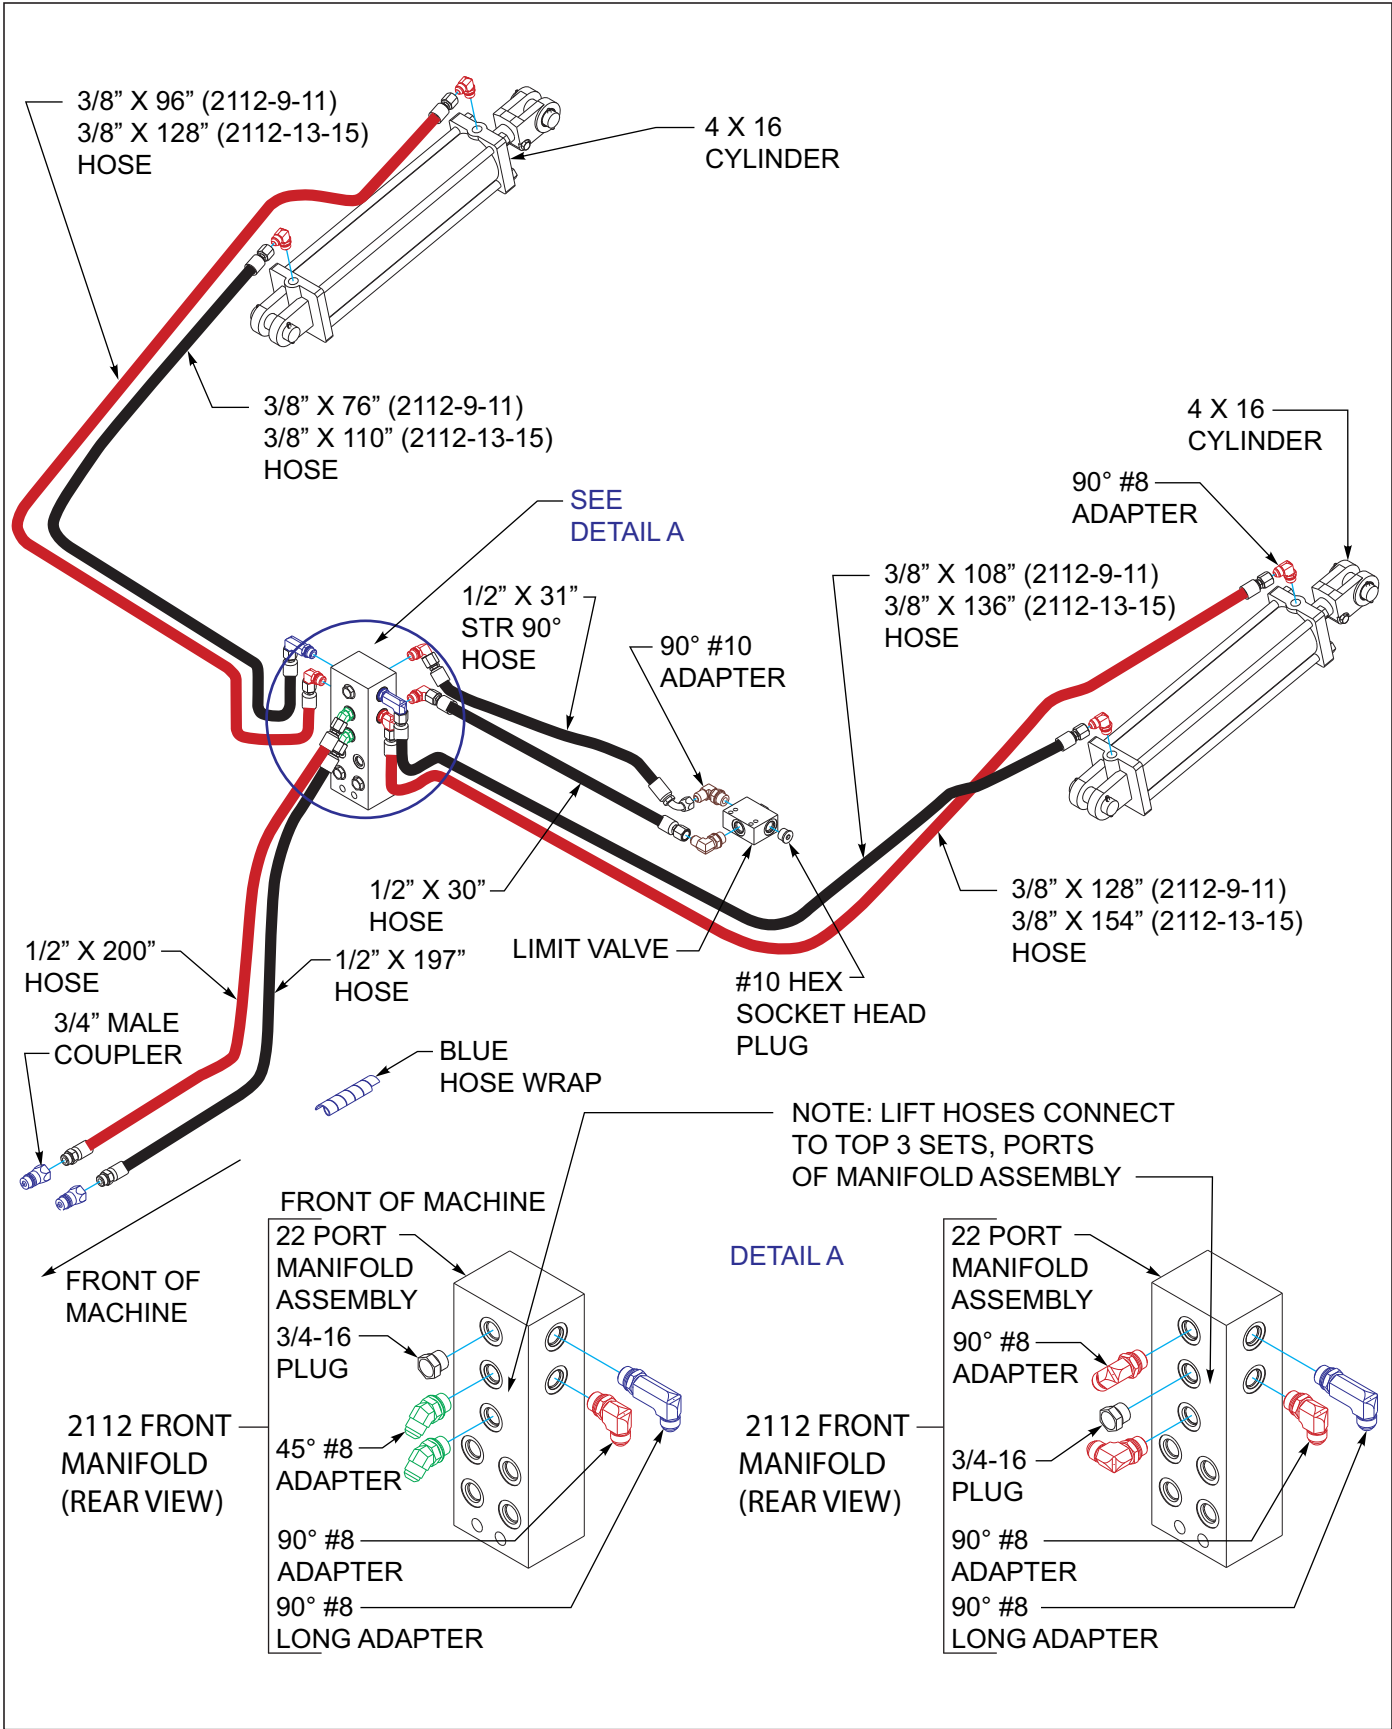 3/8” X 96” (2112-9-11)
3/8” X 128” (2112-13-15)
HOSE
4 X 16
CYLINDER
3/8” X 76” (2112-9-11)
3/8” X 110” (2112-13-15)
HOSE
4 X 16
CYLINDER
90° #8
ADAPTER
SEE
DETAIL A
3/8” X 108” (2112-9-11)
3/8” X 136” (2112-13-15)
HOSE
1/2” X 31”
STR 90°
HOSE
90° #10
ADAPTER
1/2” X 30”
HOSE
3/8” X 128” (2112-9-11)
3/8” X 154” (2112-13-15)
HOSE
LIMIT VALVE
1/2” X 200”
HOSE
1/2” X 197”
HOSE
#10 HEX
SOCKET HEAD
PLUG
3/4” MALE
COUPLER
BLUE
HOSE WRAP
NOTE: LIFT HOSES CONNECT
TO TOP 3 SETS, PORTS
OF MANIFOLD ASSEMBLY
FRONT OF
MACHINE
FRONT OF MACHINE
DETAIL A
22 PORT
MANIFOLD
ASSEMBLY
3/4-16
PLUG
2112 FRONT
MANIFOLD
(REAR VIEW)
45° #8
ADAPTER
90° #8
ADAPTER
90° #8
LONG ADAPTER
22 PORT
MANIFOLD
ASSEMBLY
90° #8
ADAPTER
2112 FRONT
MANIFOLD
(REAR VIEW)
3/4-16
PLUG
90° #8
ADAPTER
90° #8
LONG ADAPTER